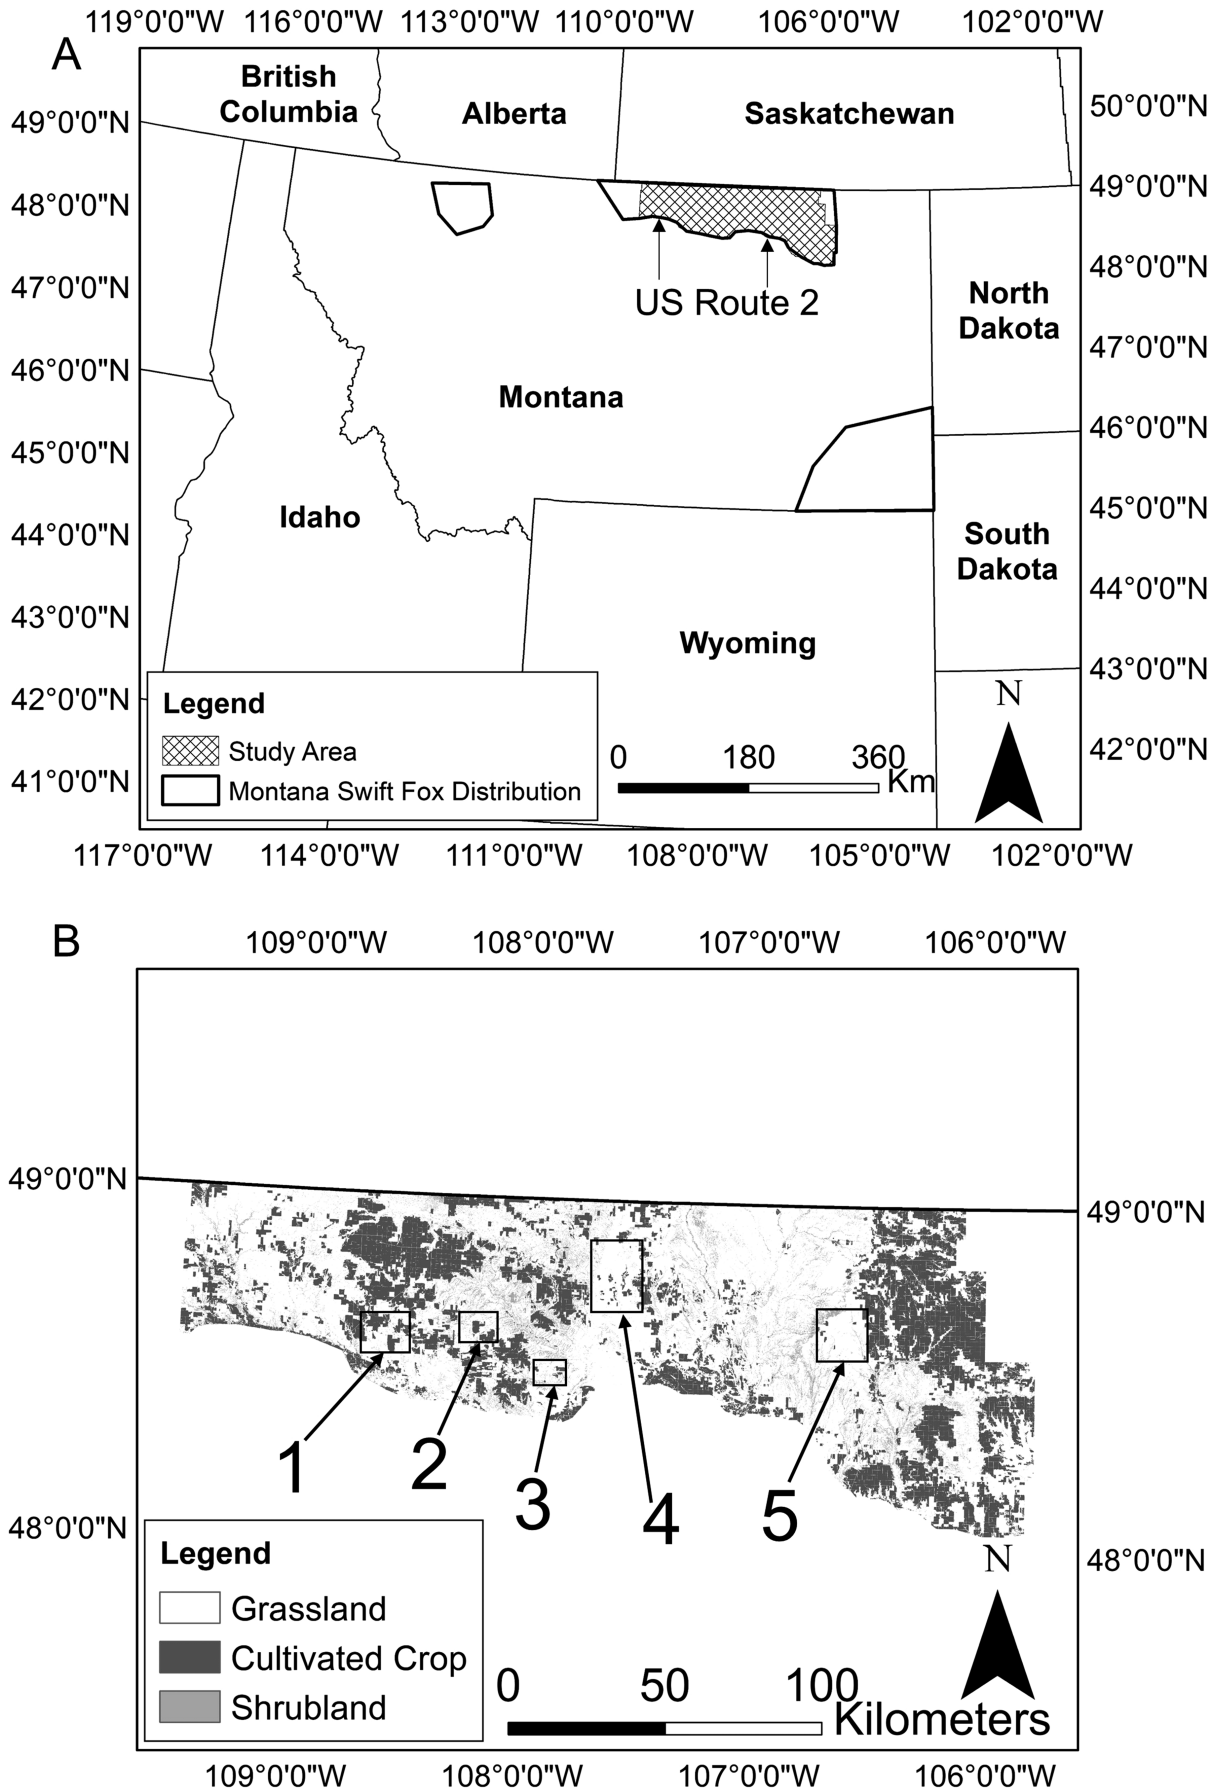 119°0'0"W 116°0'0"W 113°0'0"W 110°0'0"W 106°0'0"W 102°0'0"W
A
British
Columbia
Alberta
Saskatchewan
50°0'0"N
49°0'0"N
49°0'0"N
48°0'0"N
48°0'0"N
47°0'0"N
US Route 2
North
Dakota
47°0'0"N
46°0'0"N
Montana
46°0'0"N
45°0'0"N
45°0'0"N
Idaho
44°0'0"N
South
Dakota
44°0'0"N
43°0'0"N
Wyoming
43°0'0"N
42°0'0"N
Legend
N
Study Area
0 180 360
Km
42°0'0"N
41°0'0"N
Montana Swift Fox Distribution
117°0'0"W 114°0'0"W 111°0'0"W 108°0'0"W 105°0'0"W 102°0'0"W
B
109°0'0"W 108°0'0"W 107°0'0"W 106°0'0"W
49°0'0"N
49°0'0"N
1
2
3
4
5
48°0'0"N
48°0'0"N
Legend
N
Grassland
Cultivated Crop
Shrubland
0 50 100
Kilometers
109°0'0"W 108°0'0"W 107°0'0"W 106°0'0"W